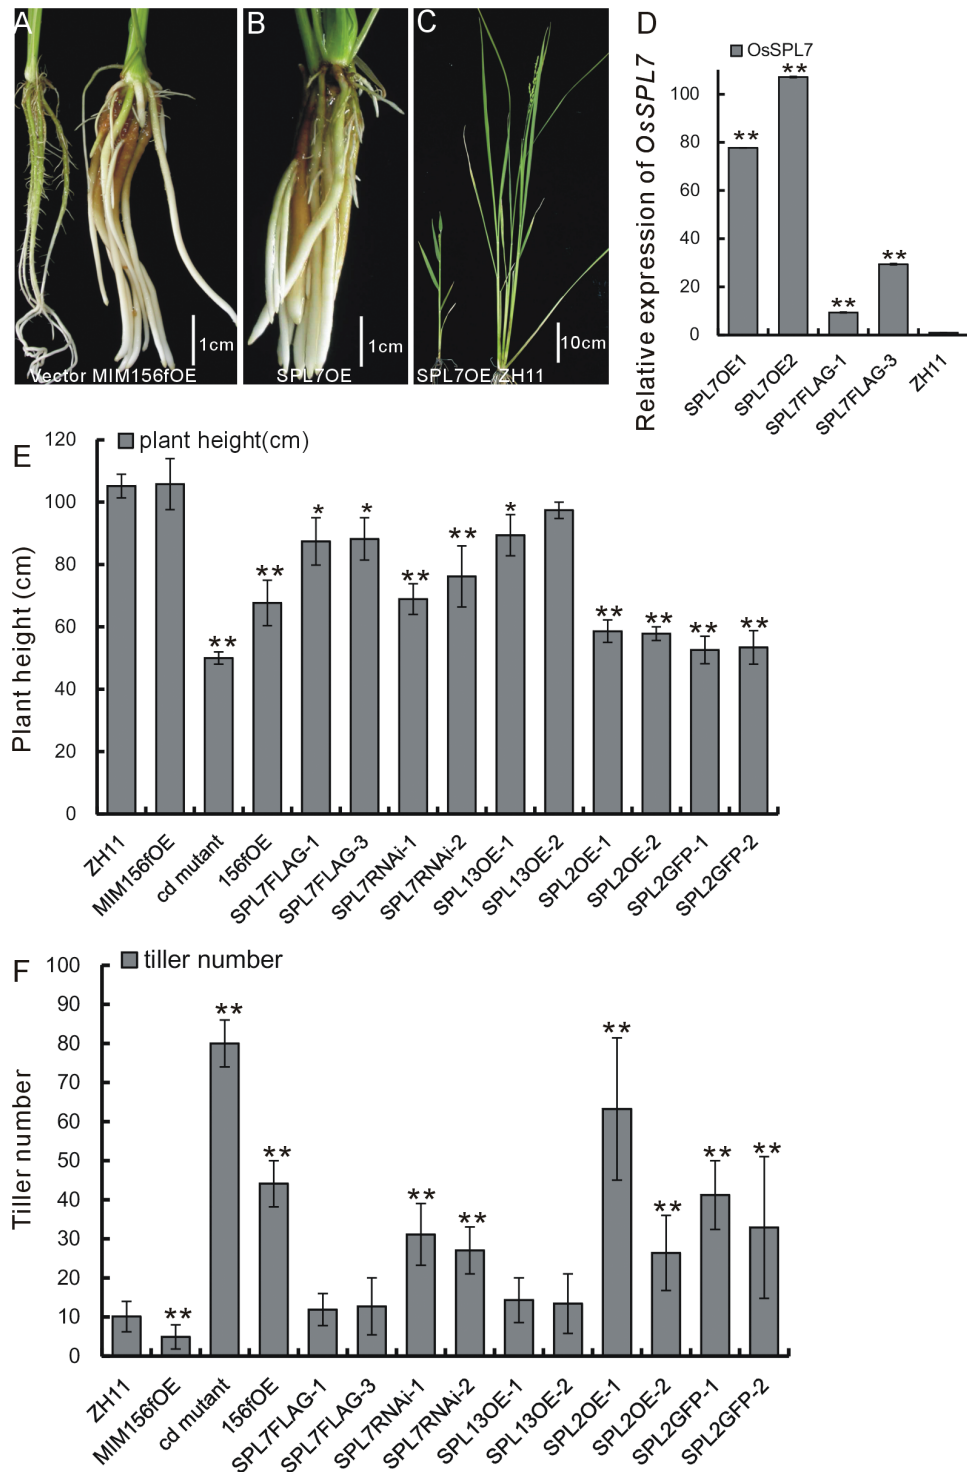 A
Vector MIM156fOE
1cm
B
SPL7OE
1cm
C
SPL7OE ZH11
10cm
D
OsSPL7
Relative expression of OsSPL7
100
80
60
40
20
0
**
**
**
**
SPL7OE1
SPL7OE2
SPL7FLAG-1
SPL7FLAG-3
ZH11
E
plant height(cm)
Plant height (cm)
120
100
80
60
40
20
0
**
**
*
*
**
**
*
**
**
**
**
ZH11
MIM156fOE
cd mutant
156fOE
SPL7FLAG-1
SPL7FLAG-3
SPL7RNAi-1
SPL7RNAi-2
SPL13OE-1
SPL13OE-2
SPL2OE-1
SPL2OE-2
SPL2GFP-1
SPL2GFP-2
F
tiller number
Tiller number
100
90
80
70
60
50
40
30
20
10
0
**
**
**
**
**
**
**
**
**
ZH11
MIM156fOE
cd mutant
156fOE
SPL7FLAG-1
SPL7FLAG-3
SPL7RNAi-1
SPL7RNAi-2
SPL13OE-1
SPL13OE-2
SPL2OE-1
SPL2OE-2
SPL2GFP-1
SPL2GFP-2